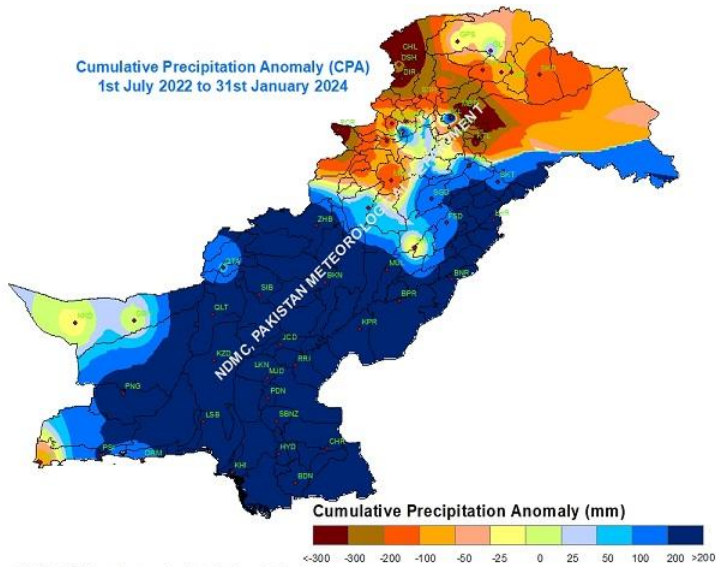 Cumulative Precipitation Anomaly (CPA)
1st July 2022 to 31st January 2024
CHL
DSH
DIR
GPS
SKT
SGD
FSD
ZHB
QTA
BKN
BNR
SIB
BPR
QLT
KPR
JCD
KZD
LKN
RRI
MJD
PNG
PDN
LSB
SBNZ
PSI
ORM
HYD
CHR
KHI
BDN
NDMC, PAKISTAN METEOROLOGICAL DEPARTMENT
Cumulative Precipitation Anomaly (mm)
<-300 -300 -200 -100 -50 -25 0 25 50 100 200 >200